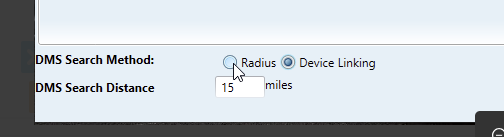 DMS Search Method: Radius Device Linking
DMS Search Distance 15 miles